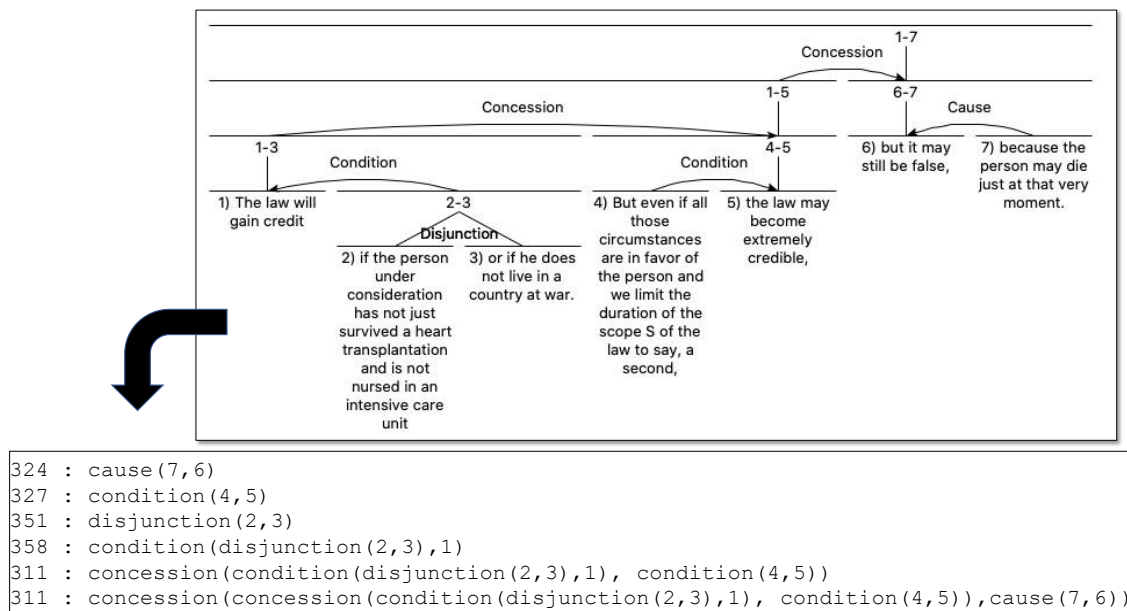 1-7
Concession
1-5
6-7
Concession
Cause
1-3
4-5
6) but it may
still be false,
7) because the
person may die
just at that very
moment.
Condition
Condition
1) The law will
gain credit
2-3
Disjunction
2) if the person
under
consideration
has not just
survived a heart
transplantation
and is not
nursed in an
intensive care
unit
3) or if he does
not live in a
country at war.
4) But even if all
those
circumstances
are in favor of
the person and
we limit the
duration of the
scope S of the
law to say, a
second,
5) the law may
become
extremely
credible,
324 : cause(7,6)
327 : condition(4,5)
351 : disjunction(2,3)
358 : condition(disjunction(2,3),1)
311 : concession(condition(disjunction(2,3),1), condition(4,5))
311 : concession(concession(condition(disjunction(2,3),1), condition(4,5)),cause(7,6))